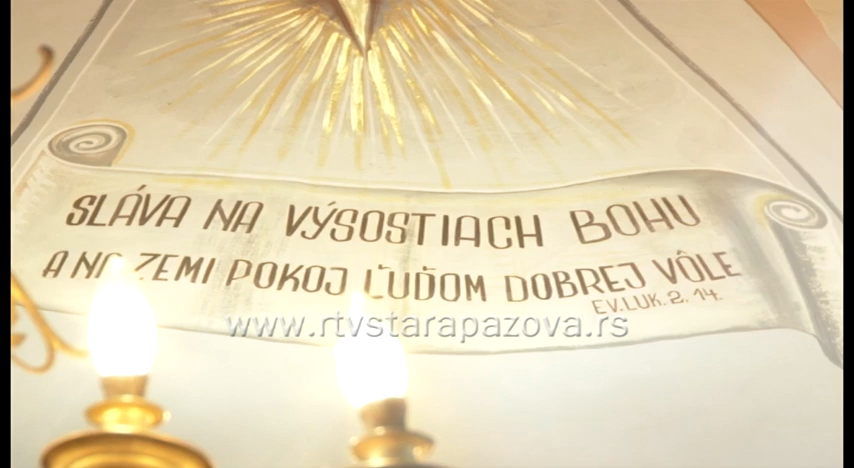 SLÁVA NA VÝSOSTIACH BOHU
A NA ZEMI POKOJ ĽUĎOM DOBREJ VÔLE
EV.LUK. 2. 14.
www.rtvstarapazova.rs